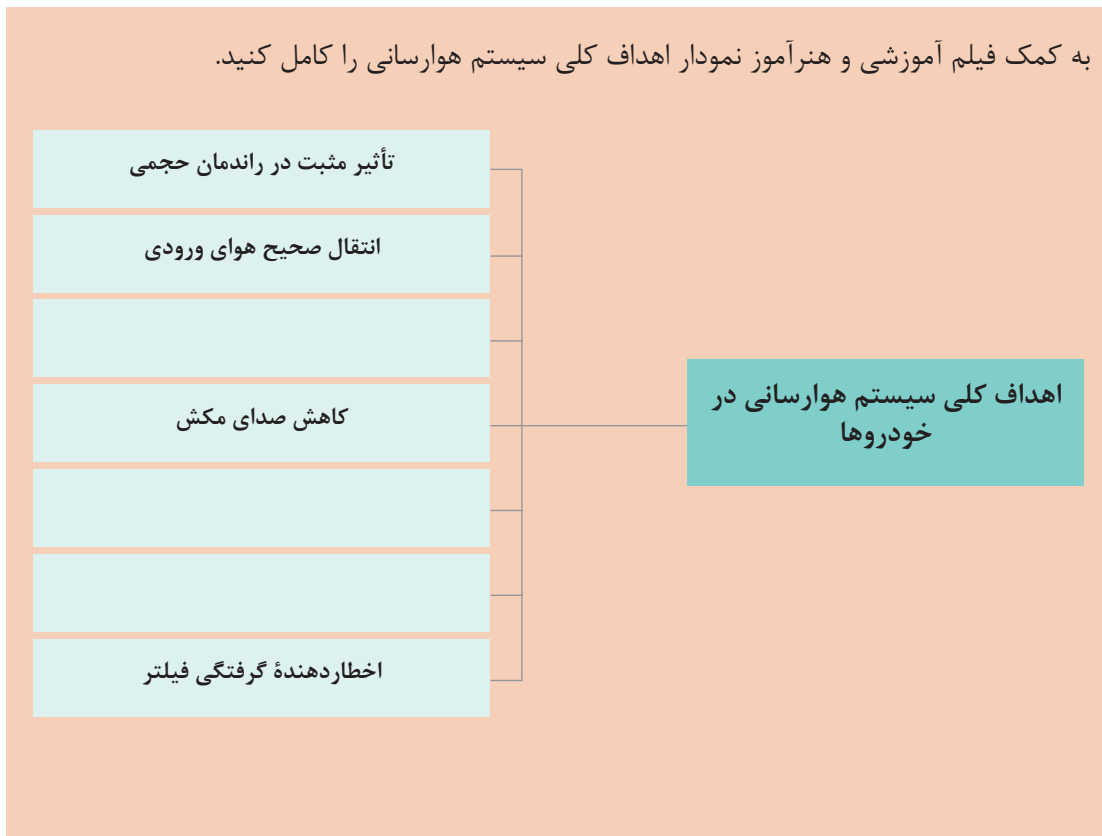 به کمک فیلم آموزشی و هنرآموز نمودار اهداف کلی سیستم هوارسانی را کامل کنید.
اهداف کلی سیستم هوارسانی در
خودروها
تأثیر مثبت در راندمان حجمی
انتقال صحیح هوای ورودی
کاهش صدای مکش
اخطاردهندهٔ گرفتگی فیلتر